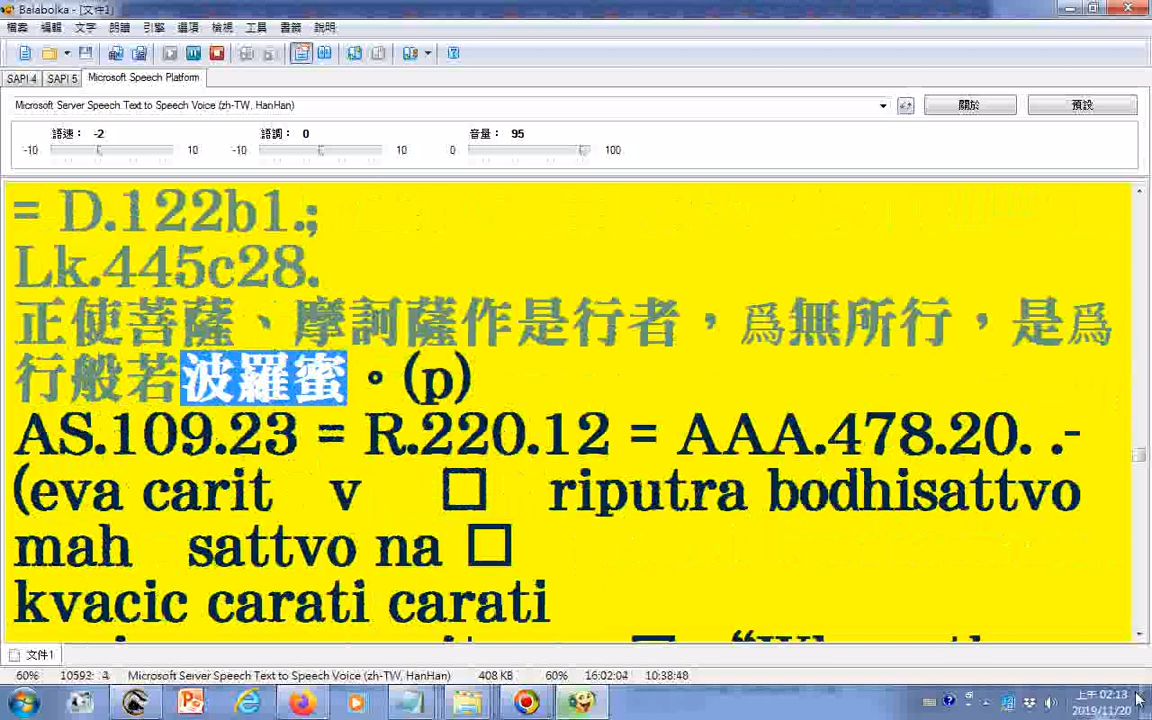 Balabolka - [文件1]
檔案 編輯 文字 朗讀 引擎 選項 檢視 工具 書籤 說明
SAPI 4 SAPI 5 Microsoft Speech Platform
Microsoft Server Speech Text to Speech Voice (zh-TW, HanHan) 關於 預設
語速： -2 語調： 0 音量： 95
-10 10 -10 10 0 100
= D.122b1.;
Lk.445c28.
正使菩薩、摩訶薩作是行者，爲無所行，是爲
行般若波羅蜜。(p)
AS.109.23 = R.220.12 = AAA.478.20. .-
(eva carit v □ riputra bodhisattvo
mah sattvo na □
kvacic carati carati
文件1
60% Microsoft Server Speech Text to Speech Voice (zh-TW, HanHan) 408 KB 60% 16:02:04 10:38:48
上午 02:13
2019/11/20